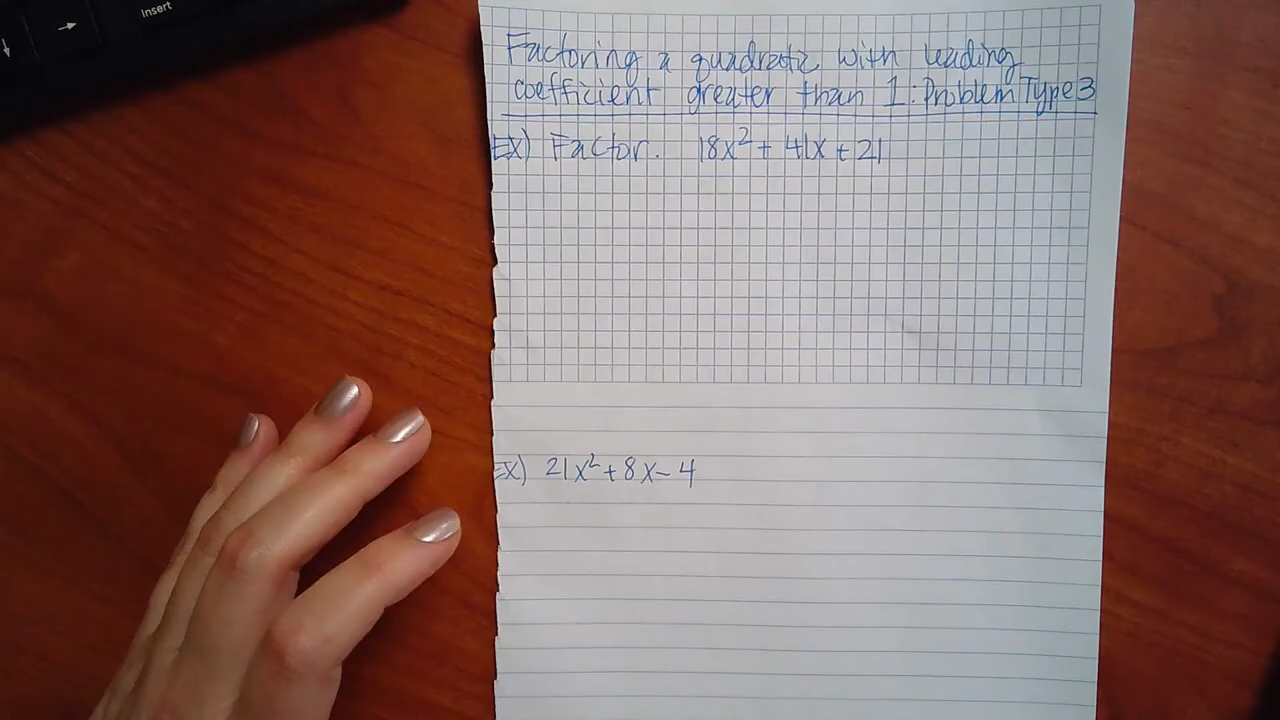 Insert
→
↓
Factoring a quadratic with leading
coefficient greater than 1: Problem Type 3
EX) Factor. 18x² + 41x + 21
EX) 21x² + 8x - 4